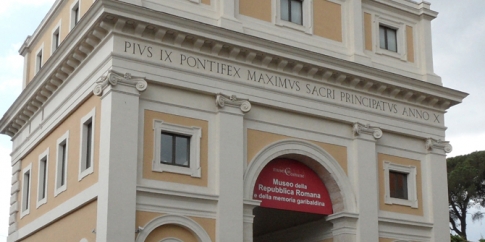 PIVS IX PONTIFEX MAXIMVS SACRI PRINCIPATVS ANNO X
Museo della
Repubblica Romana
e della memoria garibaldina